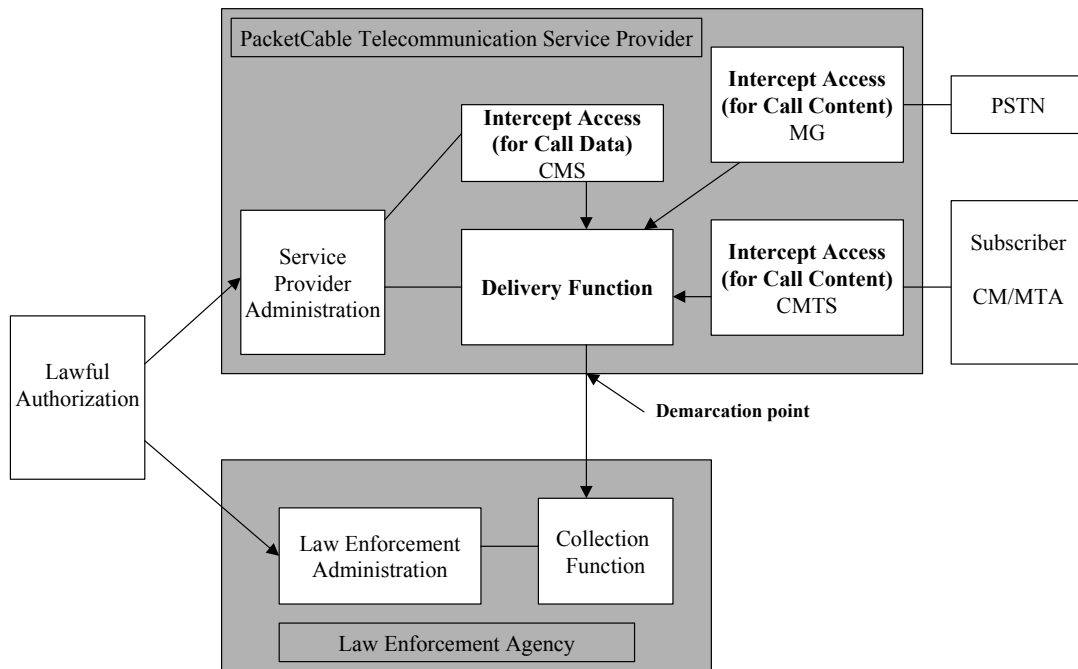 PacketCable Telecommunication Service Provider
Intercept Access
(for Call Content)
MG
PSTN
Intercept Access
(for Call Data)
CMS
Service
Provider
Administration
Delivery Function
Intercept Access
(for Call Content)
CMTS
Subscriber
CM/MTA
Lawful
Authorization
Demarcation point
Law Enforcement
Administration
Collection
Function
Law Enforcement Agency